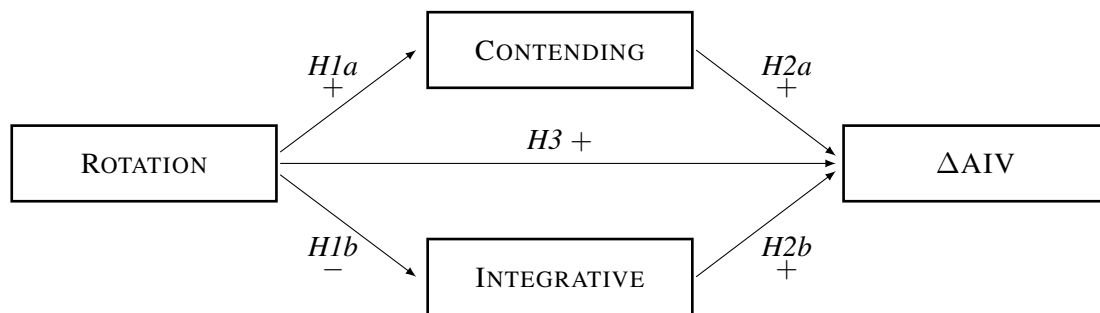 CONTENDING
H1a
+
H2a
+
H3 +
ROTATION
ΔAIV
H1b
−
H2b
+
INTEGRATIVE